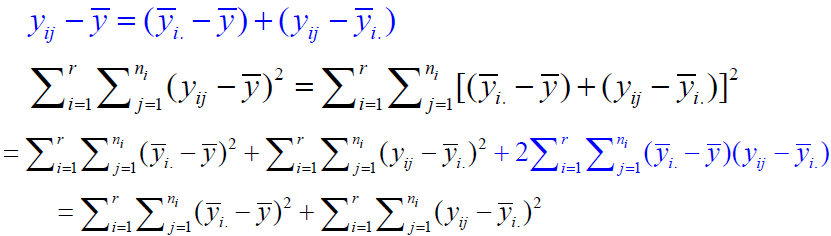 y_{ij} − ȳ = (ȳ_{i.} − ȳ) + (y_{ij} − ȳ_{i.})
∑_{i=1}^{r} ∑_{j=1}^{n_i} (y_{ij} − ȳ)² = ∑_{i=1}^{r} ∑_{j=1}^{n_i} [(ȳ_{i.} − ȳ) + (y_{ij} − ȳ_{i.})]²
= ∑_{i=1}^{r} ∑_{j=1}^{n_i} (ȳ_{i.} − ȳ)² + ∑_{i=1}^{r} ∑_{j=1}^{n_i} (y_{ij} − ȳ_{i.})² + 2∑_{i=1}^{r} ∑_{j=1}^{n_i} (ȳ_{i.} − ȳ)(y_{ij} − ȳ_{i.})
= ∑_{i=1}^{r} ∑_{j=1}^{n_i} (ȳ_{i.} − ȳ)² + ∑_{i=1}^{r} ∑_{j=1}^{n_i} (y_{ij} − ȳ_{i.})²